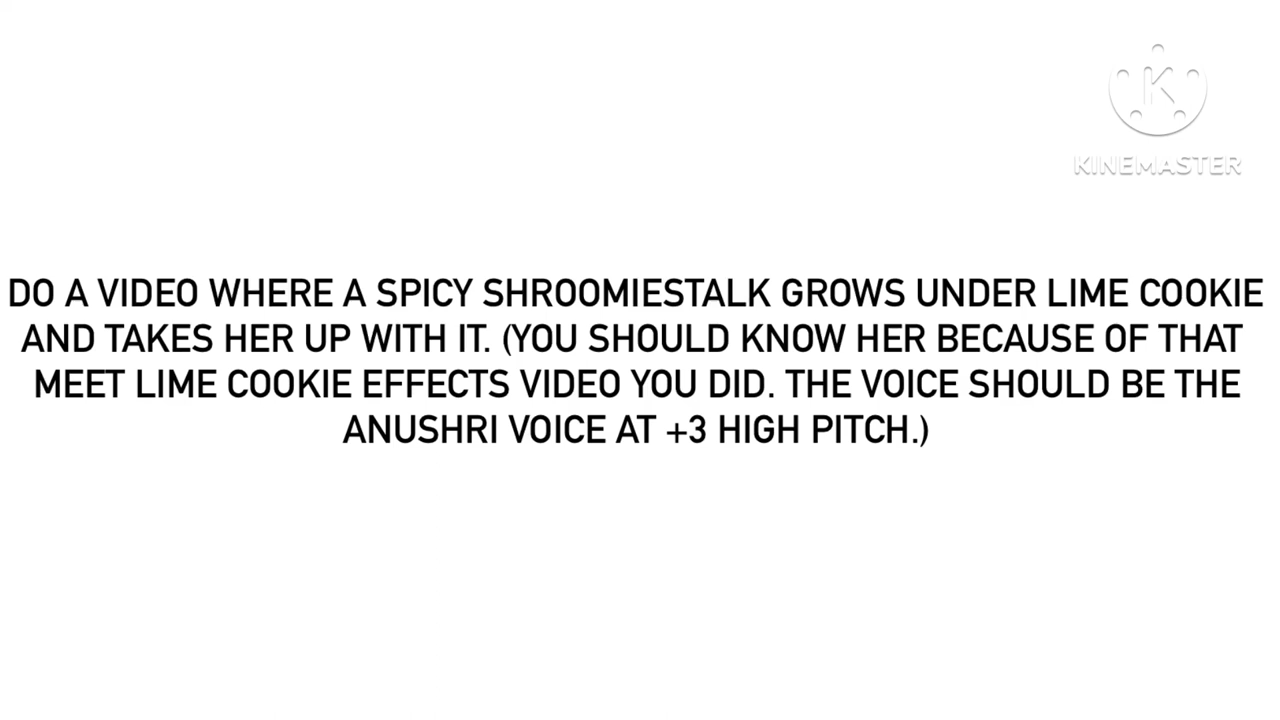 KINEMASTER
DO A VIDEO WHERE A SPICY SHROOMIESTALK GROWS UNDER LIME COOKIE
AND TAKES HER UP WITH IT. (YOU SHOULD KNOW HER BECAUSE OF THAT
MEET LIME COOKIE EFFECTS VIDEO YOU DID. THE VOICE SHOULD BE THE
ANUSHRI VOICE AT +3 HIGH PITCH.)